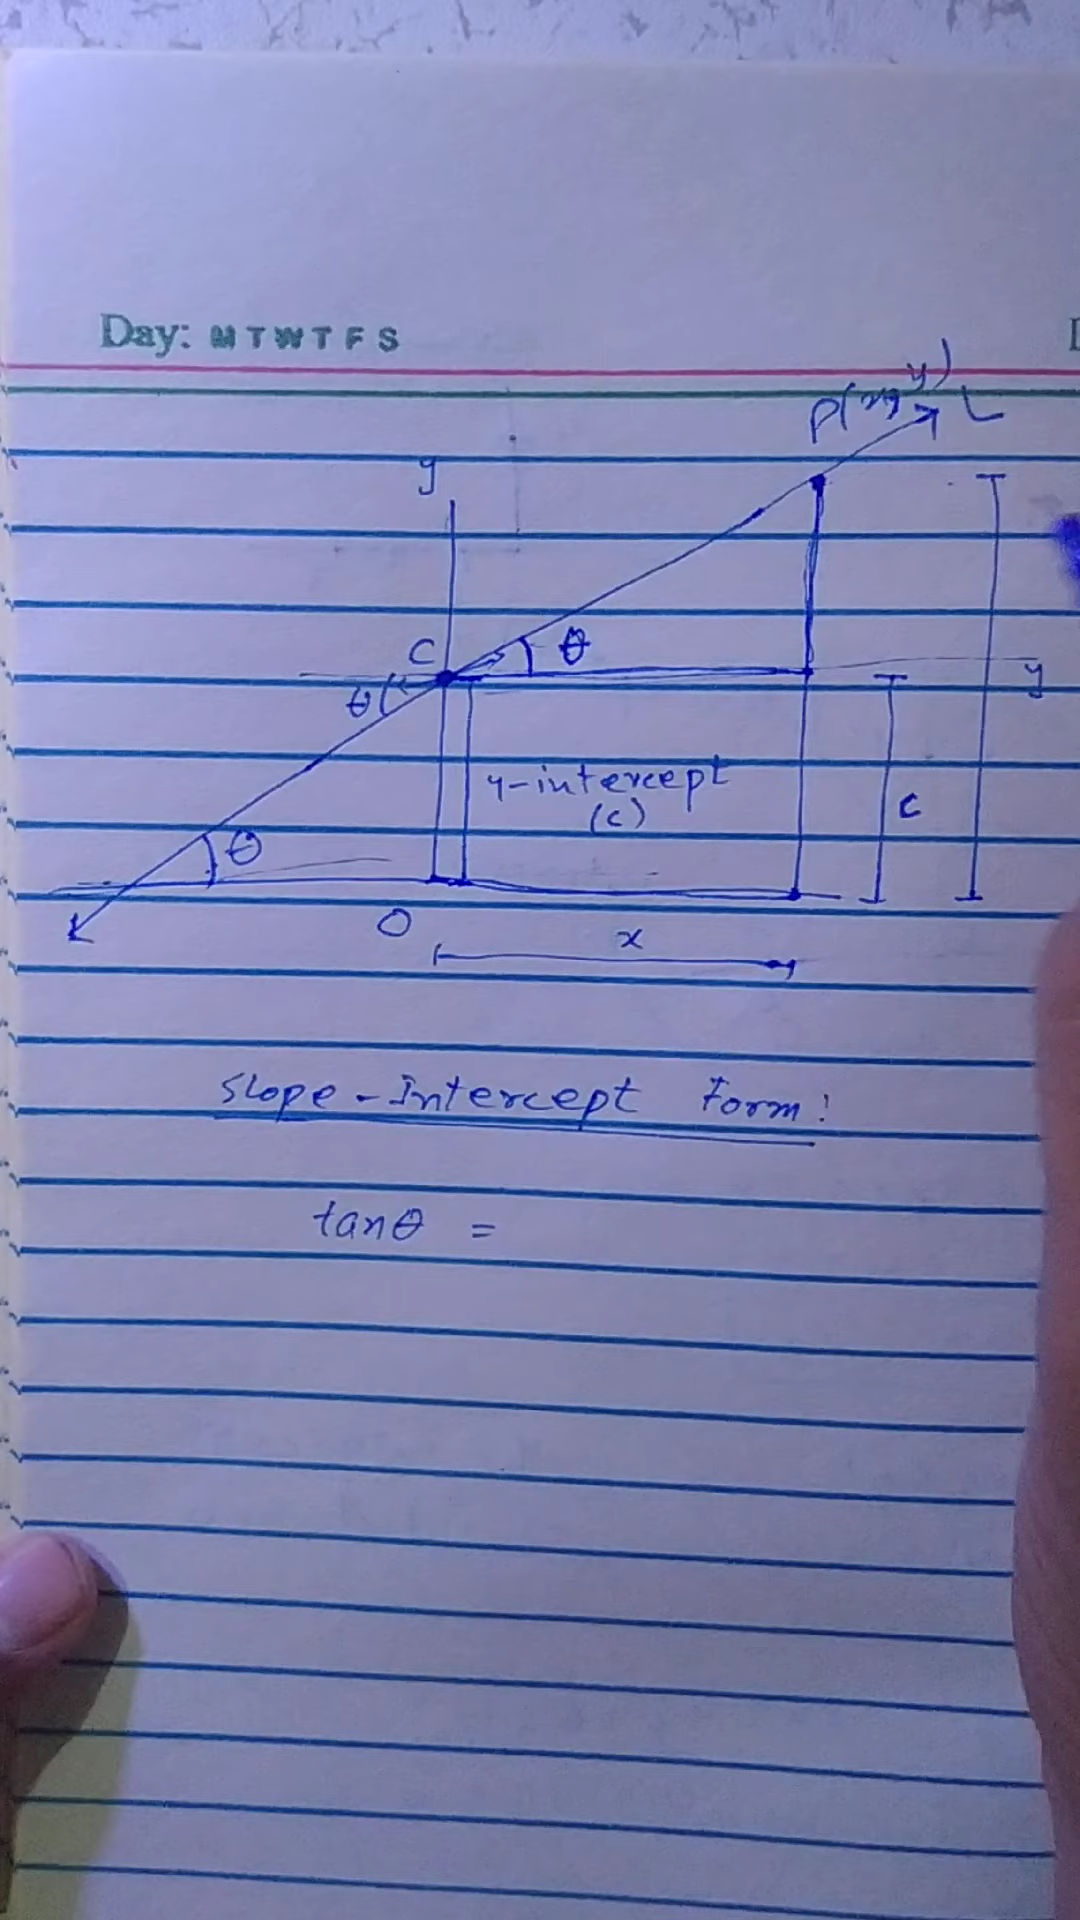 Day: M T W T F S
P(x, y)
L
y
C
θ
θ
y
y-intercept
(c)
c
θ
O
x
Slope-Intercept Form:
tanθ =